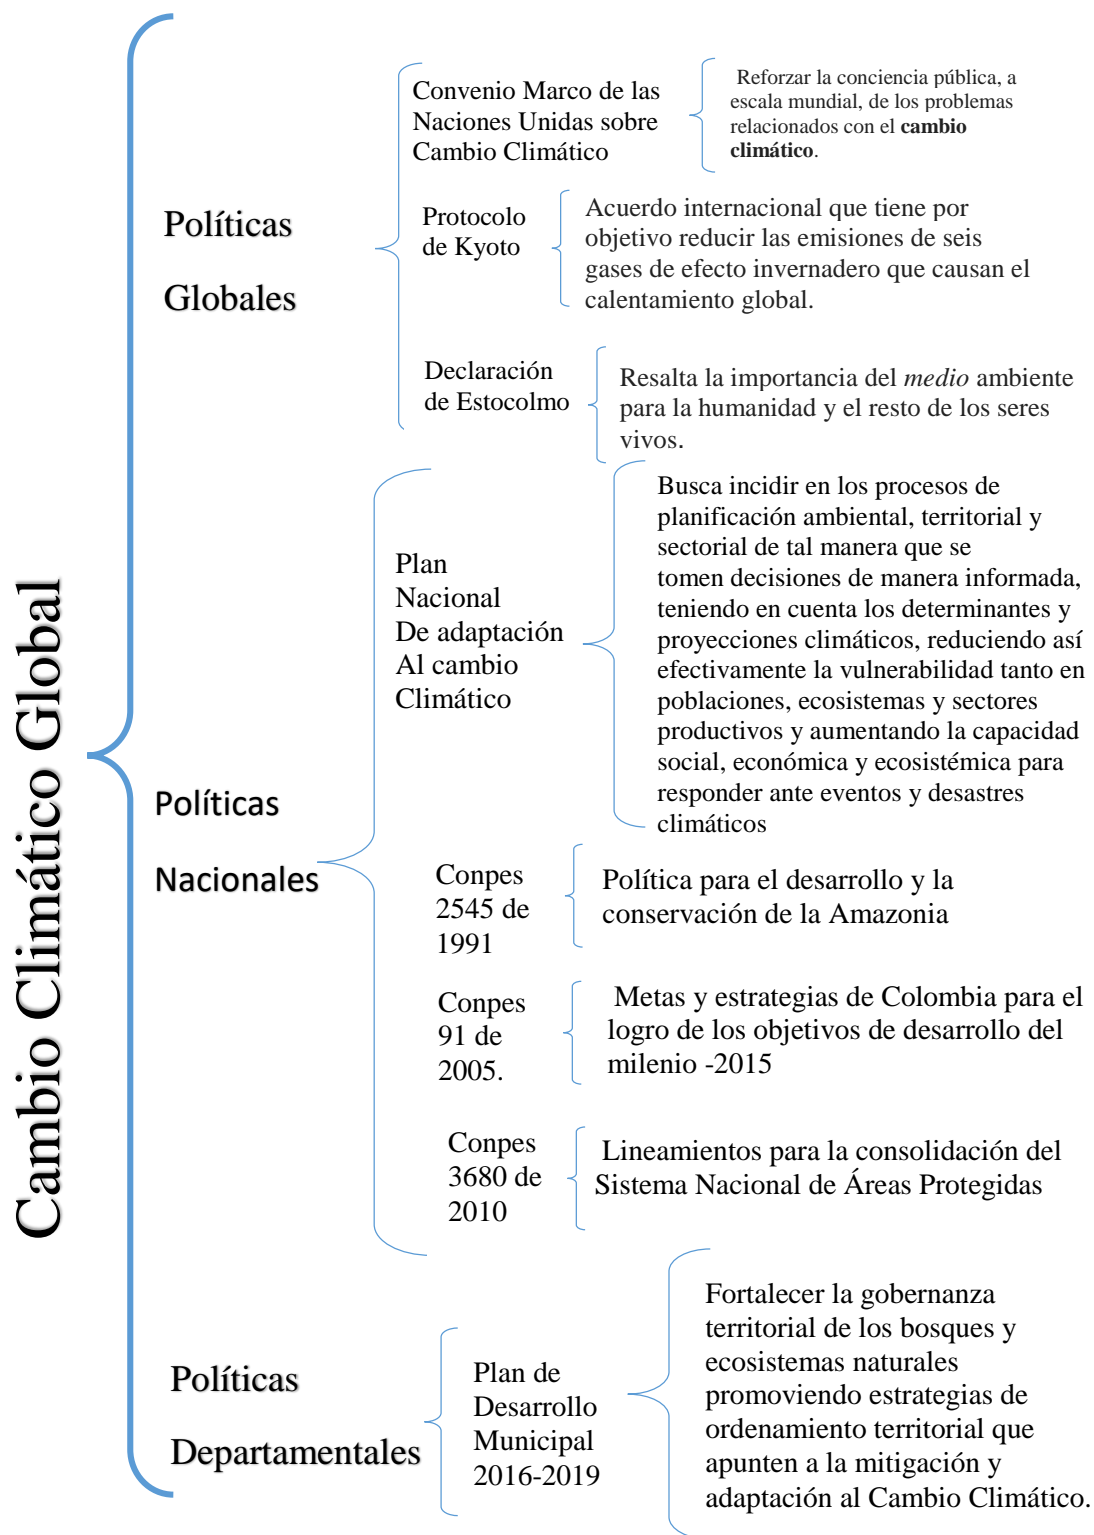 Cambio Climático Global
Políticas
Globales
Convenio Marco de las
Naciones Unidas sobre
Cambio Climático
Reforzar la conciencia pública, a
escala mundial, de los problemas
relacionados con el cambio
climático.
Protocolo
de Kyoto
Acuerdo internacional que tiene por
objetivo reducir las emisiones de seis
gases de efecto invernadero que causan el
calentamiento global.
Declaración
de Estocolmo
Resalta la importancia del medio ambiente
para la humanidad y el resto de los seres
vivos.
Políticas
Nacionales
Plan
Nacional
De adaptación
Al cambio
Climático
Busca incidir en los procesos de
planificación ambiental, territorial y
sectorial de tal manera que se
tomen decisiones de manera informada,
teniendo en cuenta los determinantes y
proyecciones climáticos, reduciendo así
efectivamente la vulnerabilidad tanto en
poblaciones, ecosistemas y sectores
productivos y aumentando la capacidad
social, económica y ecosistémica para
responder ante eventos y desastres
climáticos
Conpes
2545 de
1991
Política para el desarrollo y la
conservación de la Amazonia
Conpes
91 de
2005.
Metas y estrategias de Colombia para el
logro de los objetivos de desarrollo del
milenio -2015
Conpes
3680 de
2010
Lineamientos para la consolidación del
Sistema Nacional de Áreas Protegidas
Políticas
Departamentales
Plan de
Desarrollo
Municipal
2016-2019
Fortalecer la gobernanza
territorial de los bosques y
ecosistemas naturales
promoviendo estrategias de
ordenamiento territorial que
apunten a la mitigación y
adaptación al Cambio Climático.